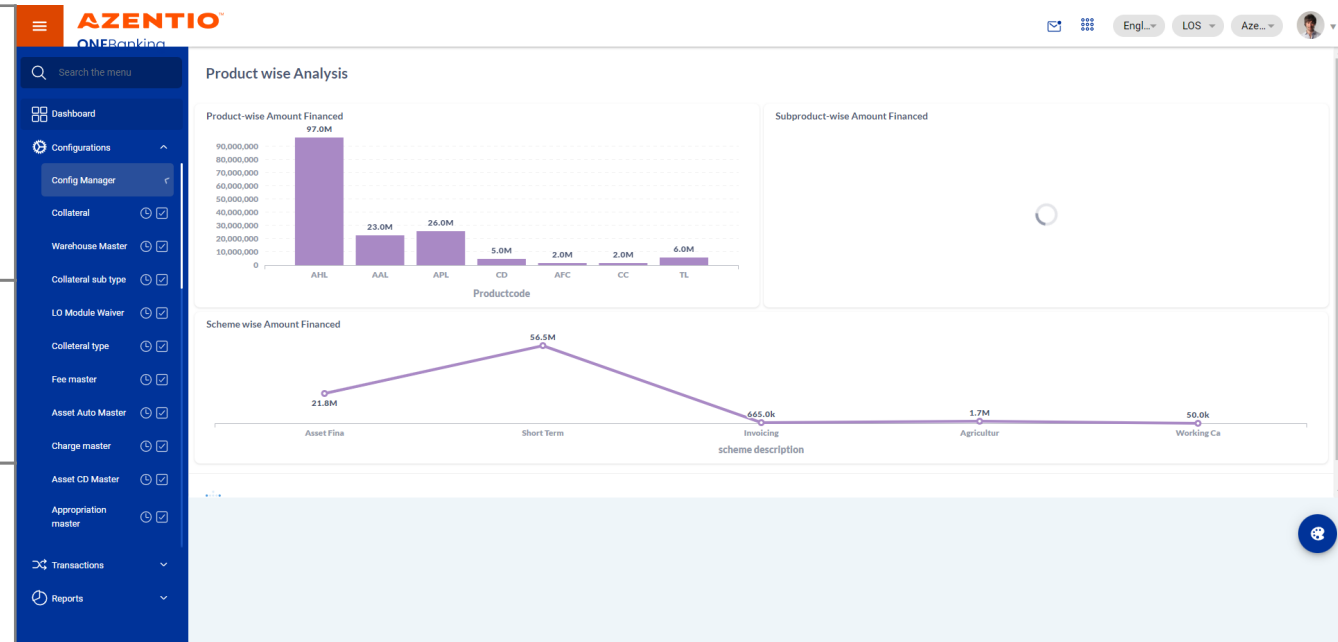 AZENTIO™
ONEBanking
Engl...
LOS
Aze...
Search the menu
Dashboard
Configurations
Config Manager
Collateral
Warehouse Master
Collateral sub type
LO Module Waiver
Colleteral type
Fee master
Asset Auto Master
Charge master
Asset CD Master
Appropriation
master
Transactions
Reports
Product wise Analysis
Product-wise Amount Financed
97.0M
90,000,000
80,000,000
70,000,000
60,000,000
50,000,000
40,000,000
30,000,000
20,000,000
10,000,000
0
23.0M
26.0M
5.0M
2.0M
2.0M
6.0M
AHL AAL APL CD AFC CC TL
Productcode
Subproduct-wise Amount Financed
Scheme wise Amount Financed
56.5M
21.8M
665.0k
1.7M
50.0k
Asset Fina Short Term Invoicing Agricultur Working Ca
scheme description